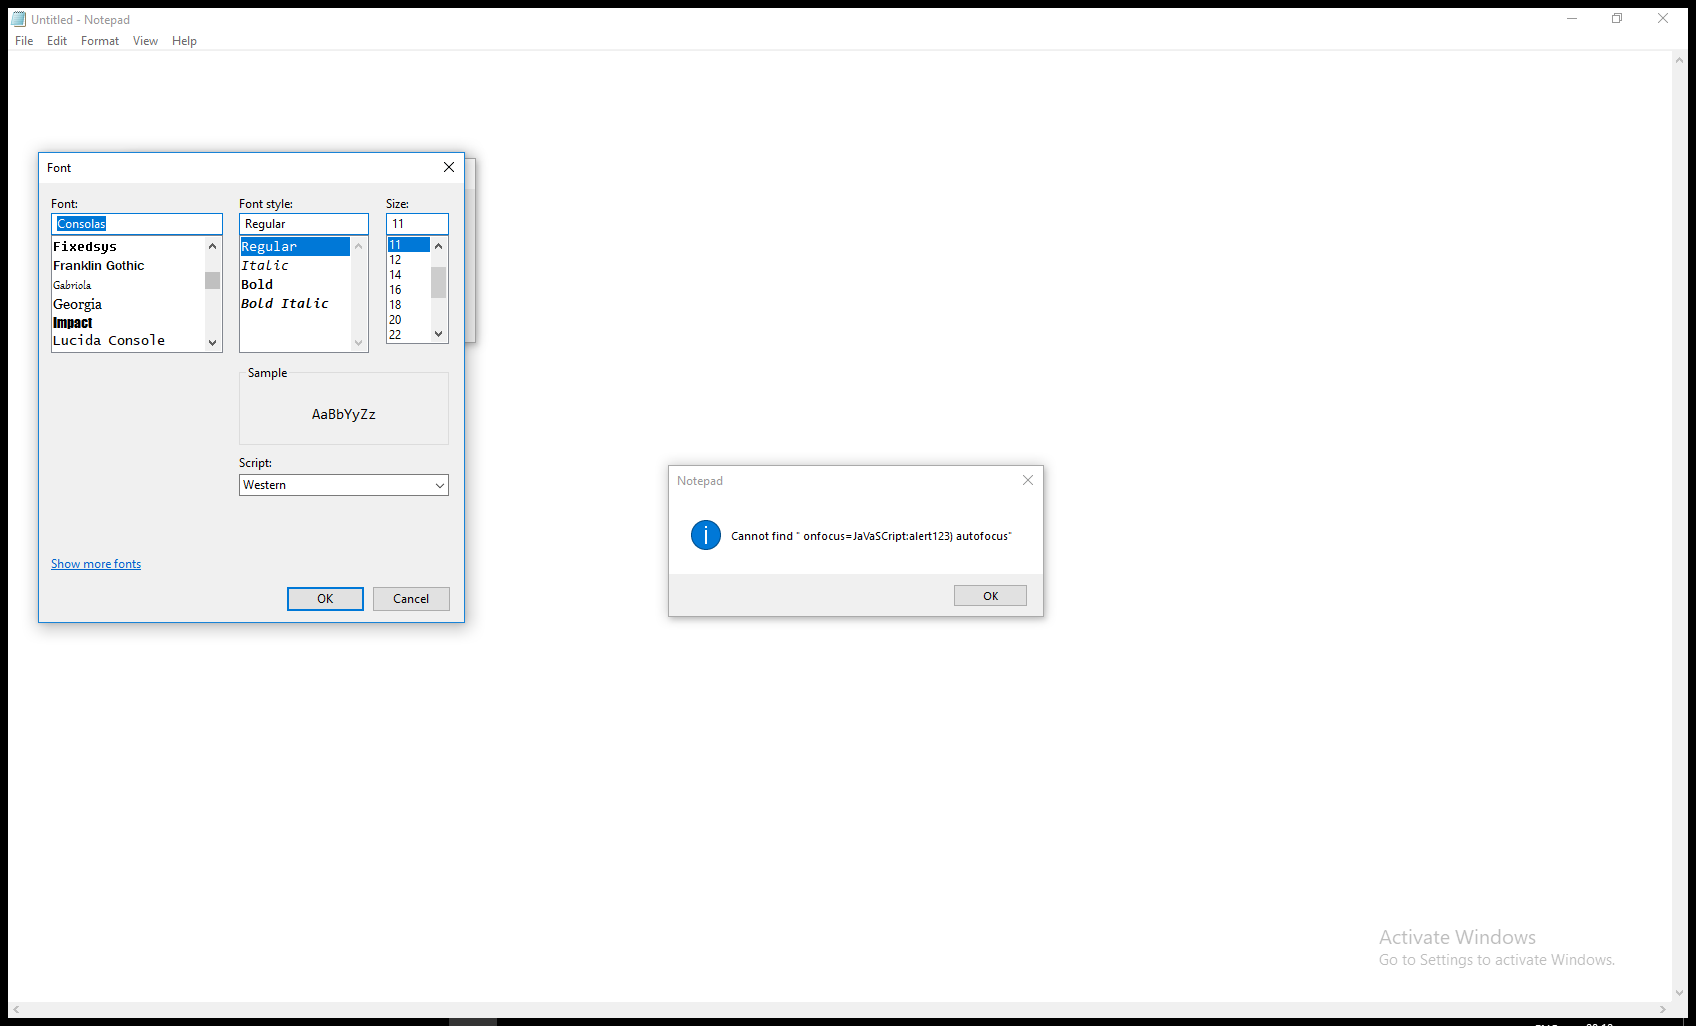 Untitled - Notepad
File Edit Format View Help
Font
Font: Font style: Size:
Consolas Regular 11
Fixedsys
Franklin Gothic
Gabriola
Georgia
Impact
Lucida Console
Regular
Italic
Bold
Bold Italic
11
12
14
16
18
20
22
Sample
AaBbYyZz
Script:
Western
Show more fonts
OK Cancel
Notepad
Cannot find " onfocus=JaVaSCript:alert123) autofocus"
OK
Activate Windows
Go to Settings to activate Windows.